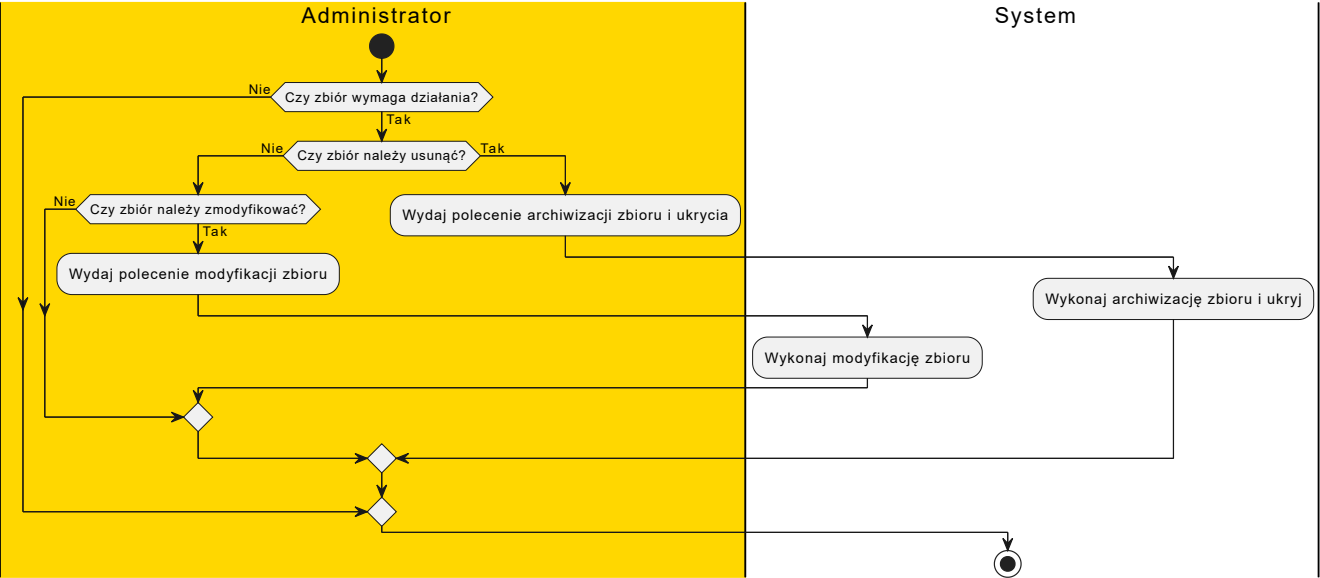 Administrator
System
Nie
Czy zbiór wymaga działania?
Tak
Nie
Czy zbiór należy usunąć?
Tak
Nie
Czy zbiór należy zmodyfikować?
Wydaj polecenie archiwizacji zbioru i ukrycia
Tak
Wydaj polecenie modyfikacji zbioru
Wykonaj archiwizację zbioru i ukryj
Wykonaj modyfikację zbioru